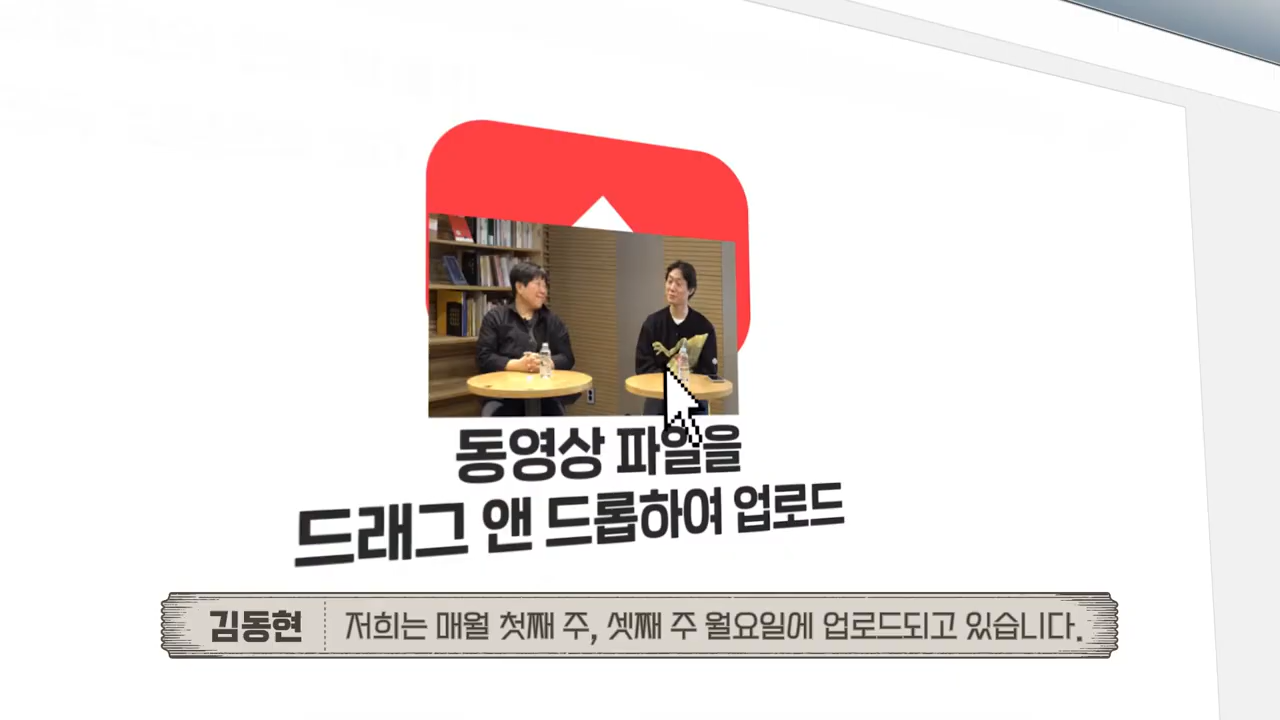 동영상 파일을
드래그 앤 드롭하여 업로드
김동현
저희는 매월 첫째 주, 셋째 주 월요일에 업로드되고 있습니다.